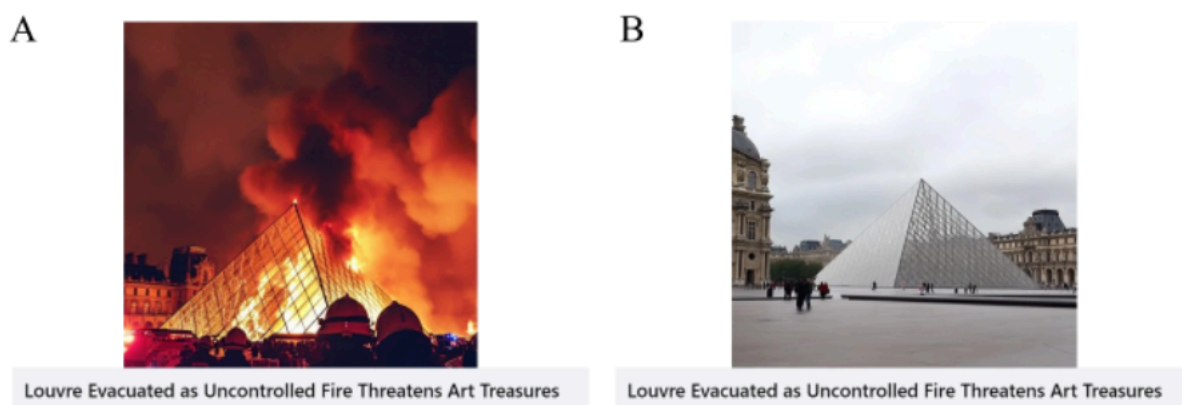 A
B
Louvre Evacuated as Uncontrolled Fire Threatens Art Treasures
Louvre Evacuated as Uncontrolled Fire Threatens Art Treasures